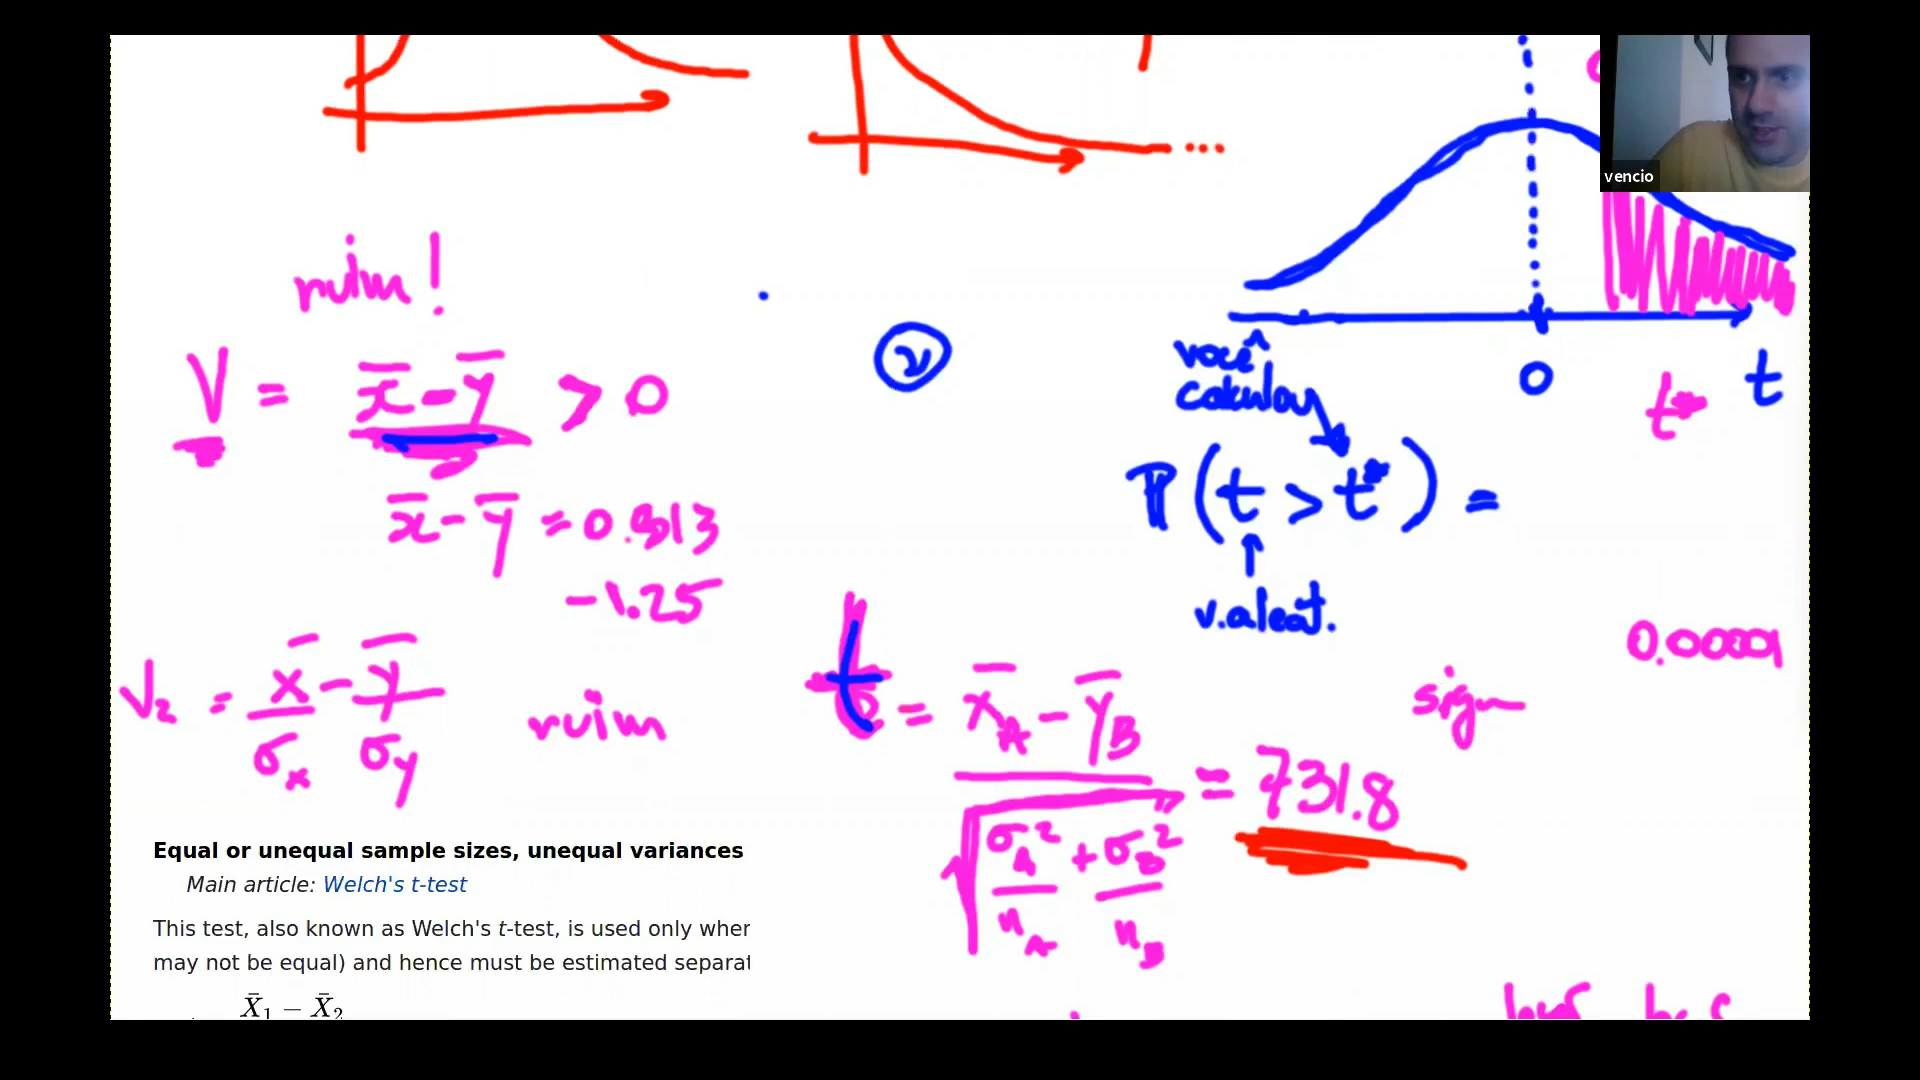 vencio
ruim!
V = x̄ - ȳ > 0
2
você
calculou
0
t*
t
x̄ - ȳ = 0.313
-1.25
P(t > t*) =
v.aleat.
0.00001
V₂ = x̄/σₓ - ȳ/σᵧ
ruim
t = (x̄_A - ȳ_B) / √(σ_A²/n_A + σ_B²/n_B) = 731.8
Equal or unequal sample sizes, unequal variances
Main article: Welch's t-test
This test, also known as Welch's t-test, is used only wher
may not be equal) and hence must be estimated separat
X̄₁ − X̄₂